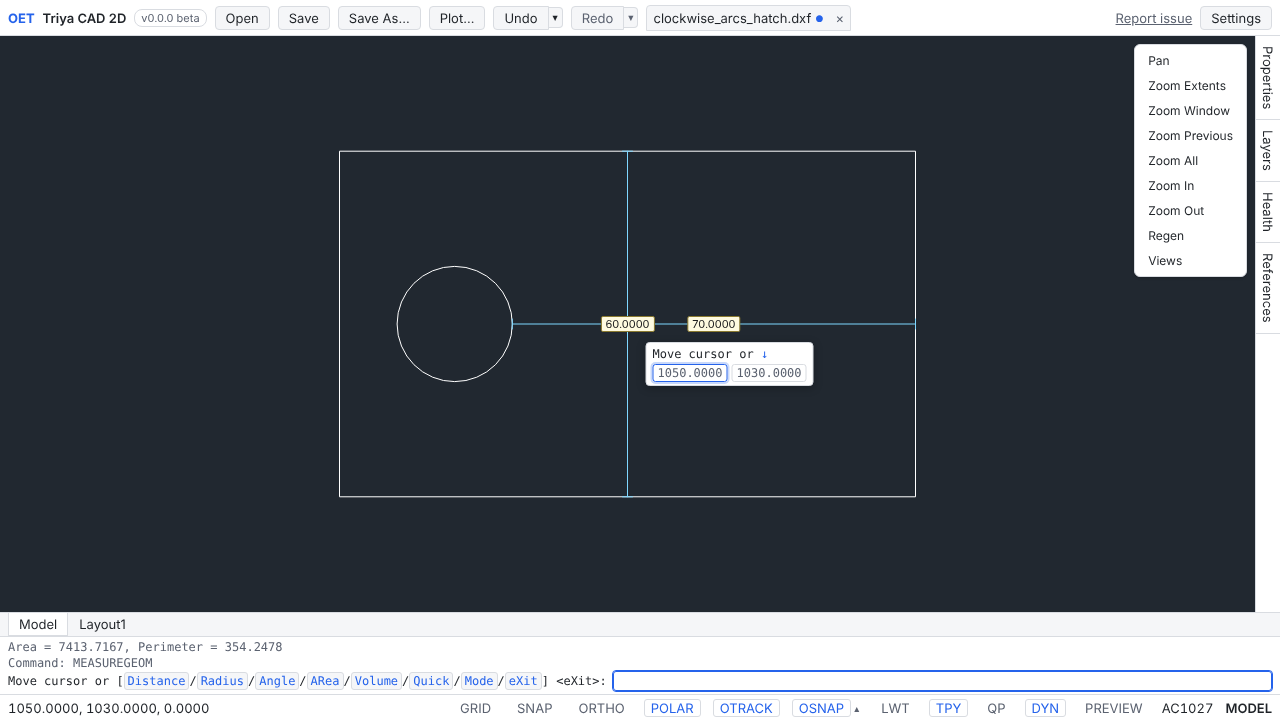 OET Triya CAD 2D v0.0.0 beta Open Save Save As... Plot... Undo ▾ Redo ▾ clockwise_arcs_hatch.dxf ● × Report issue Settings
Pan
Zoom Extents
Zoom Window
Zoom Previous
Zoom All
Zoom In
Zoom Out
Regen
Views
Properties
Layers
Health
References
60.0000 70.0000
Move cursor or ↓
1050.0000 1030.0000
Model Layout1
Area = 7413.7167, Perimeter = 354.2478
Command: MEASUREGEOM
Move cursor or [Distance/Radius/Angle/ARea/Volume/Quick/Mode/eXit] <eXit>:
1050.0000, 1030.0000, 0.0000 GRID SNAP ORTHO POLAR OTRACK OSNAP ▴ LWT TPY QP DYN PREVIEW AC1027 MODEL